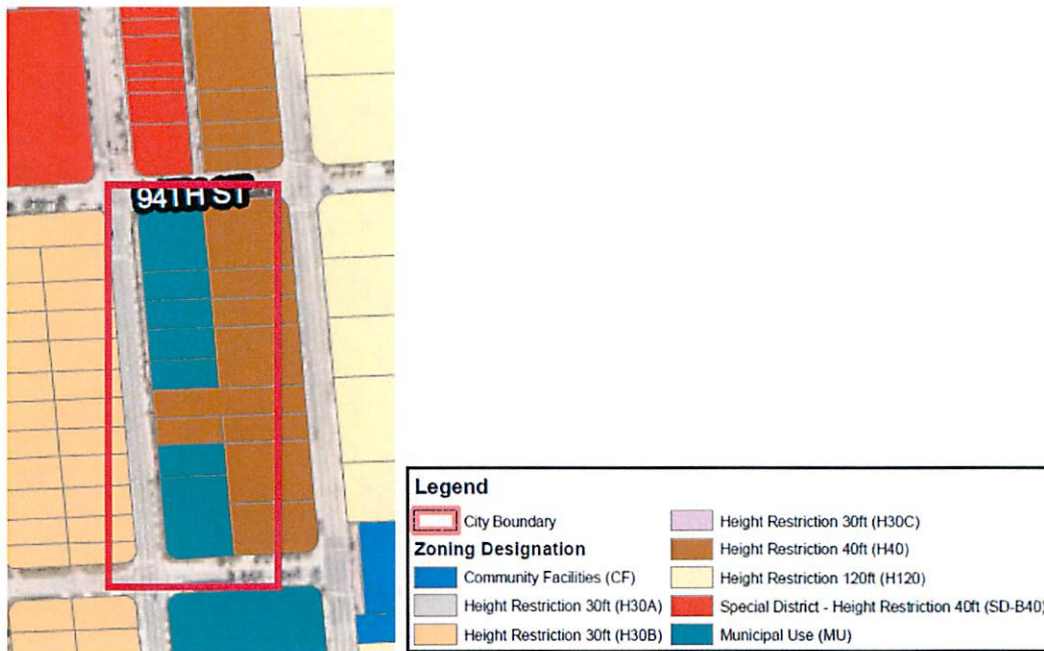 94TH ST
Legend
City Boundary
Zoning Designation
Community Facilities (CF)
Height Restriction 30ft (H30A)
Height Restriction 30ft (H30B)
Height Restriction 30ft (H30C)
Height Restriction 40ft (H40)
Height Restriction 120ft (H120)
Special District - Height Restriction 40ft (SD-B40)
Municipal Use (MU)